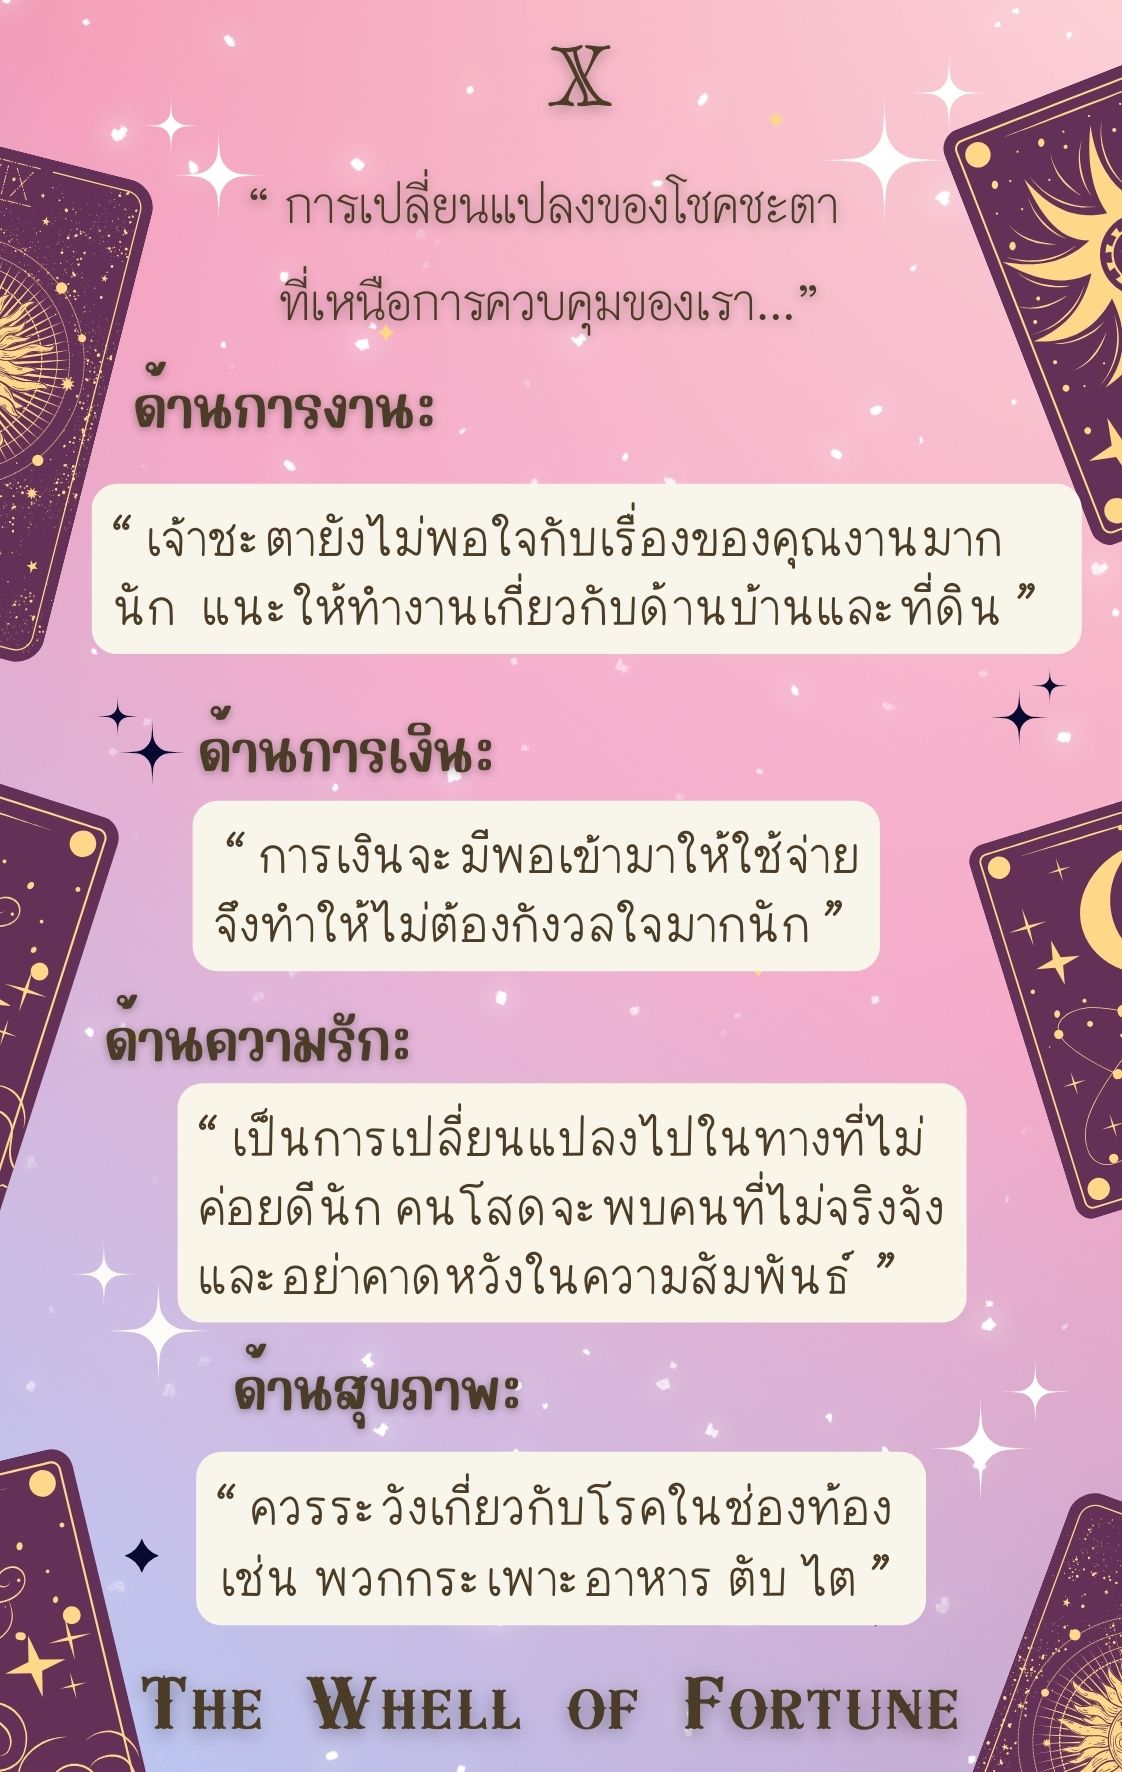 X
“ การเปลี่ยนแปลงของโชคชะตา
ที่เหนือการควบคุมของเรา...”
ด้านการงาน:
“ เจ้าชะตายังไม่พอใจกับเรื่องของคุณงานมาก
นัก แนะให้ทำงานเกี่ยวกับด้านบ้านและที่ดิน ”
ด้านการเงิน:
“ การเงินจะมีพอเข้ามาให้ใช้จ่าย
จึงทำให้ไม่ต้องกังวลใจมากนัก ”
ด้านความรัก:
“ เป็นการเปลี่ยนแปลงไปในทางที่ไม่
ค่อยดีนัก คนโสดจะพบคนที่ไม่จริงจัง
และอย่าคาดหวังในความสัมพันธ์ ”
ด้านสุขภาพ:
“ ควรระวังเกี่ยวกับโรคในช่องท้อง
เช่น พวกกระเพาะอาหาร ตับ ไต ”
THE WHELL OF FORTUNE